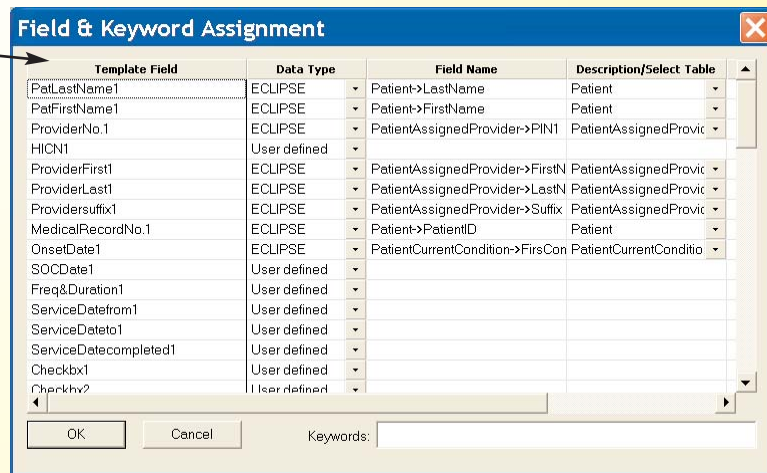 Field & Keyword Assignment
Template Field Data Type Field Name Description/Select Table
PatLastName1 ECLIPSE Patient->LastName Patient
PatFirstName1 ECLIPSE Patient->FirstName Patient
ProviderNo.1 ECLIPSE PatientAssignedProvider->PIN1 PatientAssignedProvic
HICN1 User defined
ProviderFirst1 ECLIPSE PatientAssignedProvider->FirstN PatientAssignedProvic
ProviderLast1 ECLIPSE PatientAssignedProvider->LastN PatientAssignedProvic
Providersuffix1 ECLIPSE PatientAssignedProvider->Suffix PatientAssignedProvic
MedicalRecordNo.1 ECLIPSE Patient->PatientID Patient
OnsetDate1 ECLIPSE PatientCurrentCondition->FirsCon PatientCurrentConditio
SOCDate1 User defined
Freq&Duration1 User defined
ServiceDatefrom1 User defined
ServiceDateto1 User defined
ServiceDatecompleted1 User defined
Checkbx1 User defined
Checkbx2 User defined
OK Cancel Keywords: